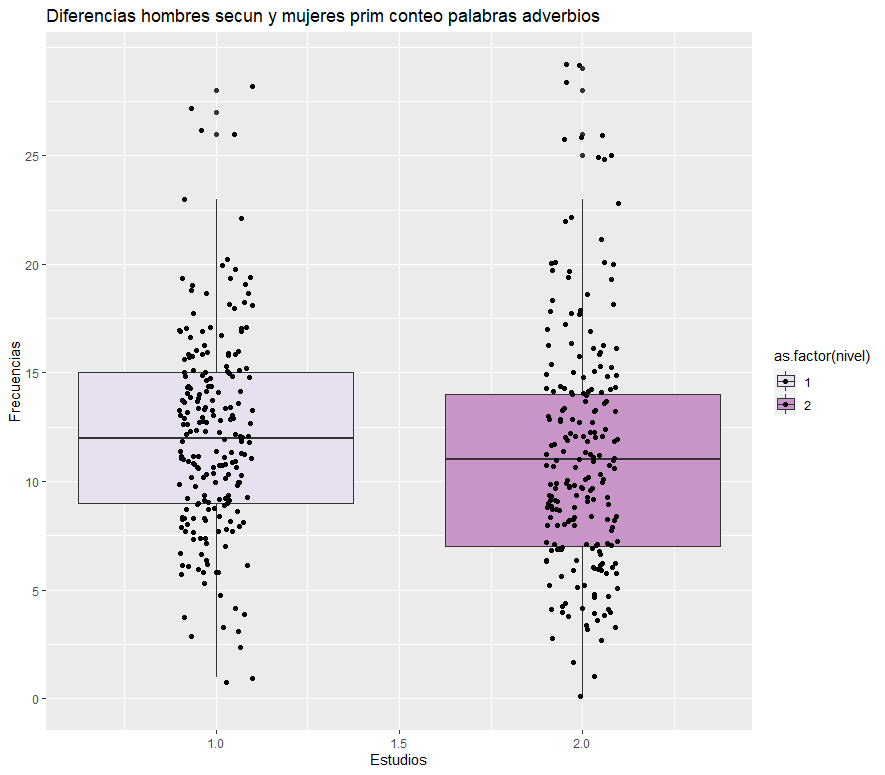 Diferencias hombres secun y mujeres prim conteo palabras adverbios
Frecuencias
25
20
15
10
5
0
1.0
1.5
2.0
Estudios
as.factor(nivel)
1
2